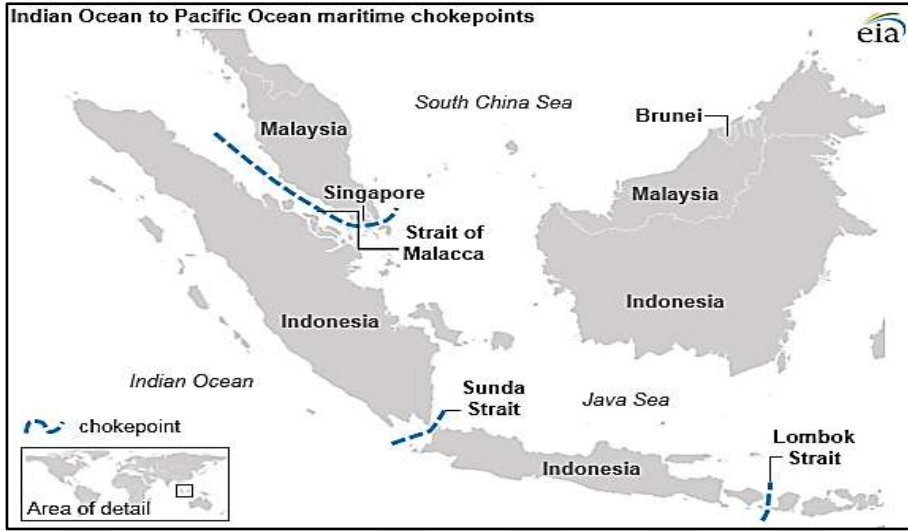 Indian Ocean to Pacific Ocean maritime chokepoints
eia
South China Sea
Brunei
Malaysia
Malaysia
Singapore
Strait of
Malacca
Indonesia
Indonesia
Indian Ocean
Sunda
Strait
Java Sea
chokepoint
Lombok
Strait
Indonesia
Area of detail